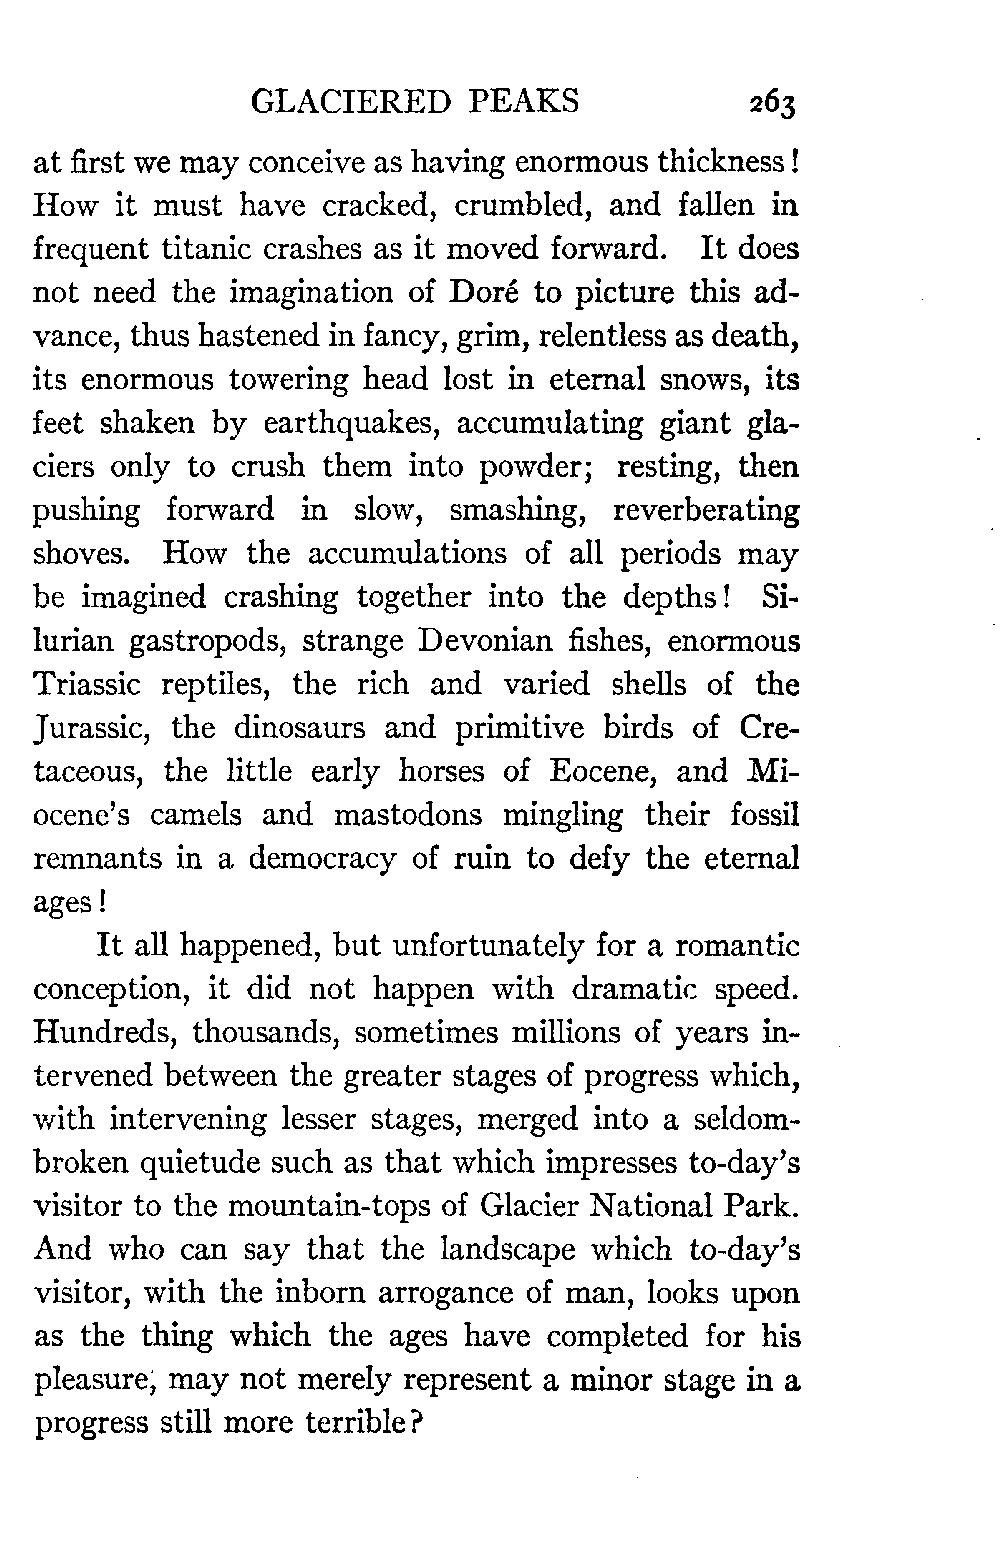 GLACIERED PEAKS 263
at first we may conceive as having enormous thickness!
How it must have cracked, crumbled, and fallen in
frequent titanic crashes as it moved forward. It does
not need the imagination of Doré to picture this ad-
vance, thus hastened in fancy, grim, relentless as death,
its enormous towering head lost in eternal snows, its
feet shaken by earthquakes, accumulating giant gla-
ciers only to crush them into powder; resting, then
pushing forward in slow, smashing, reverberating
shoves. How the accumulations of all periods may
be imagined crashing together into the depths! Si-
lurian gastropods, strange Devonian fishes, enormous
Triassic reptiles, the rich and varied shells of the
Jurassic, the dinosaurs and primitive birds of Cre-
taceous, the little early horses of Eocene, and Mi-
ocene's camels and mastodons mingling their fossil
remnants in a democracy of ruin to defy the eternal
ages!
It all happened, but unfortunately for a romantic
conception, it did not happen with dramatic speed.
Hundreds, thousands, sometimes millions of years in-
tervened between the greater stages of progress which,
with intervening lesser stages, merged into a seldom-
broken quietude such as that which impresses to-day's
visitor to the mountain-tops of Glacier National Park.
And who can say that the landscape which to-day's
visitor, with the inborn arrogance of man, looks upon
as the thing which the ages have completed for his
pleasure, may not merely represent a minor stage in a
progress still more terrible?